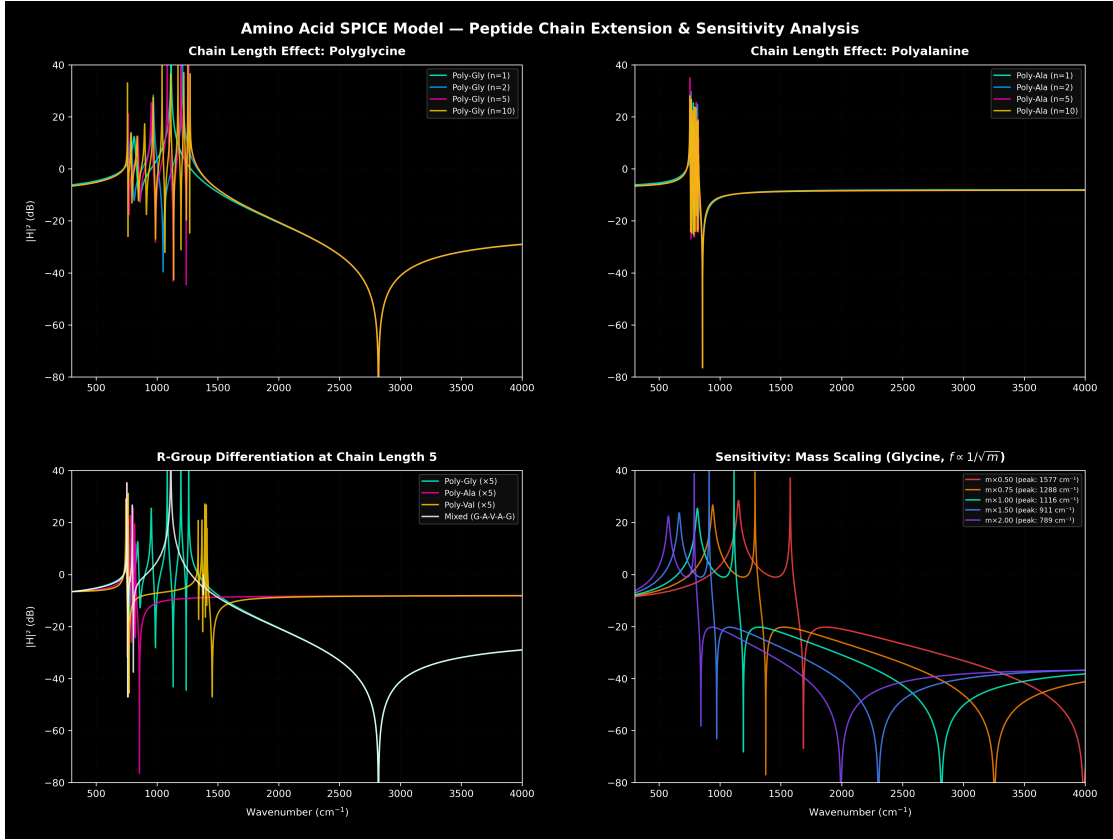 Amino Acid SPICE Model — Peptide Chain Extension & Sensitivity Analysis
Chain Length Effect: Polyglycine
40
20
0
−20
−40
−60
−80
|H|² (dB)
500 1000 1500 2000 2500 3000 3500 4000
Poly-Gly (n=1)
Poly-Gly (n=2)
Poly-Gly (n=5)
Poly-Gly (n=10)
Chain Length Effect: Polyalanine
40
20
0
−20
−40
−60
−80
500 1000 1500 2000 2500 3000 3500 4000
Poly-Ala (n=1)
Poly-Ala (n=2)
Poly-Ala (n=5)
Poly-Ala (n=10)
R-Group Differentiation at Chain Length 5
40
20
0
−20
−40
−60
−80
|H|² (dB)
500 1000 1500 2000 2500 3000 3500 4000
Wavenumber (cm⁻¹)
Poly-Gly (×5)
Poly-Ala (×5)
Poly-Val (×5)
Mixed (G-A-V-A-G)
Sensitivity: Mass Scaling (Glycine, f ∝ 1/√m)
40
20
0
−20
−40
−60
−80
500 1000 1500 2000 2500 3000 3500 4000
Wavenumber (cm⁻¹)
m×0.50 (peak: 1577 cm⁻¹)
m×0.75 (peak: 1288 cm⁻¹)
m×1.00 (peak: 1116 cm⁻¹)
m×1.50 (peak: 911 cm⁻¹)
m×2.00 (peak: 789 cm⁻¹)